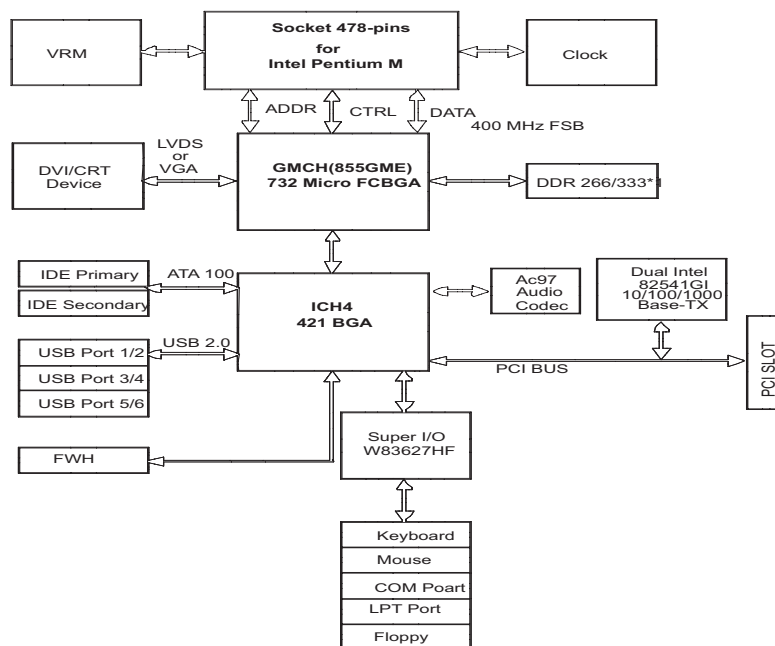 Socket 478-pins
for
Intel Pentium M
VRM
Clock
ADDR
CTRL
DATA
400 MHz FSB
LVDS
or
VGA
DVI/CRT
Device
GMCH(855GME)
732 Micro FCBGA
DDR 266/333*1
IDE Primary
IDE Secondary
ATA 100
ICH4
421 BGA
Ac97
Audio
Codec
Dual Intel
82541GI
10/100/1000
Base-TX
USB 2.0
USB Port 1/2
USB Port 3/4
USB Port 5/6
PCI BUS
PCI SLOT
FWH
Super I/O
W83627HF
Keyboard
Mouse
COM Poart
LPT Port
Floppy